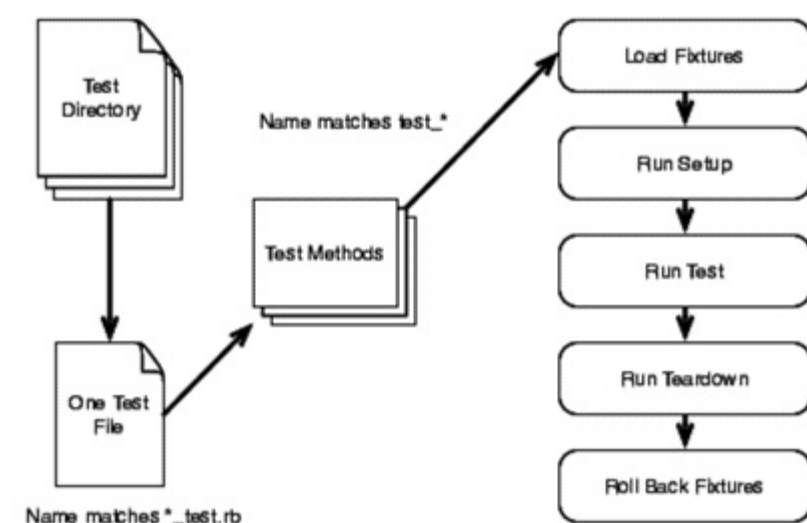 Test
Directory
Name matches test_*
Test Methods
One Test
File
Name matches *_test.rb
Load Fixtures
Run Setup
Run Test
Run Teardown
Roll Back Fixtures